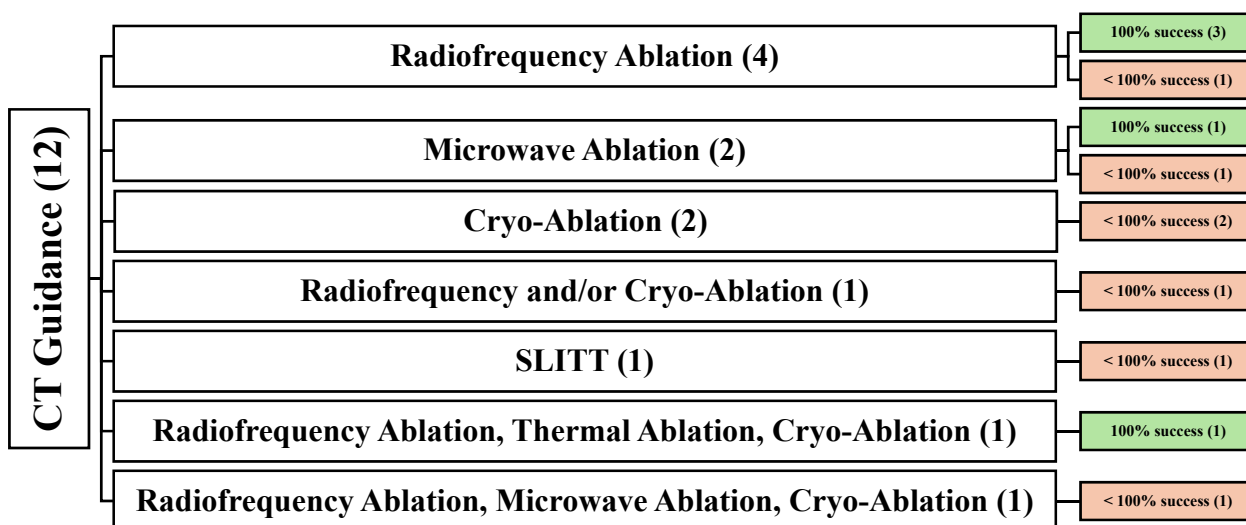 CT Guidance (12)
Radiofrequency Ablation (4)
100% success (3)
< 100% success (1)
Microwave Ablation (2)
100% success (1)
< 100% success (1)
Cryo-Ablation (2)
< 100% success (2)
Radiofrequency and/or Cryo-Ablation (1)
< 100% success (1)
SLITT (1)
< 100% success (1)
Radiofrequency Ablation, Thermal Ablation, Cryo-Ablation (1)
100% success (1)
Radiofrequency Ablation, Microwave Ablation, Cryo-Ablation (1)
< 100% success (1)